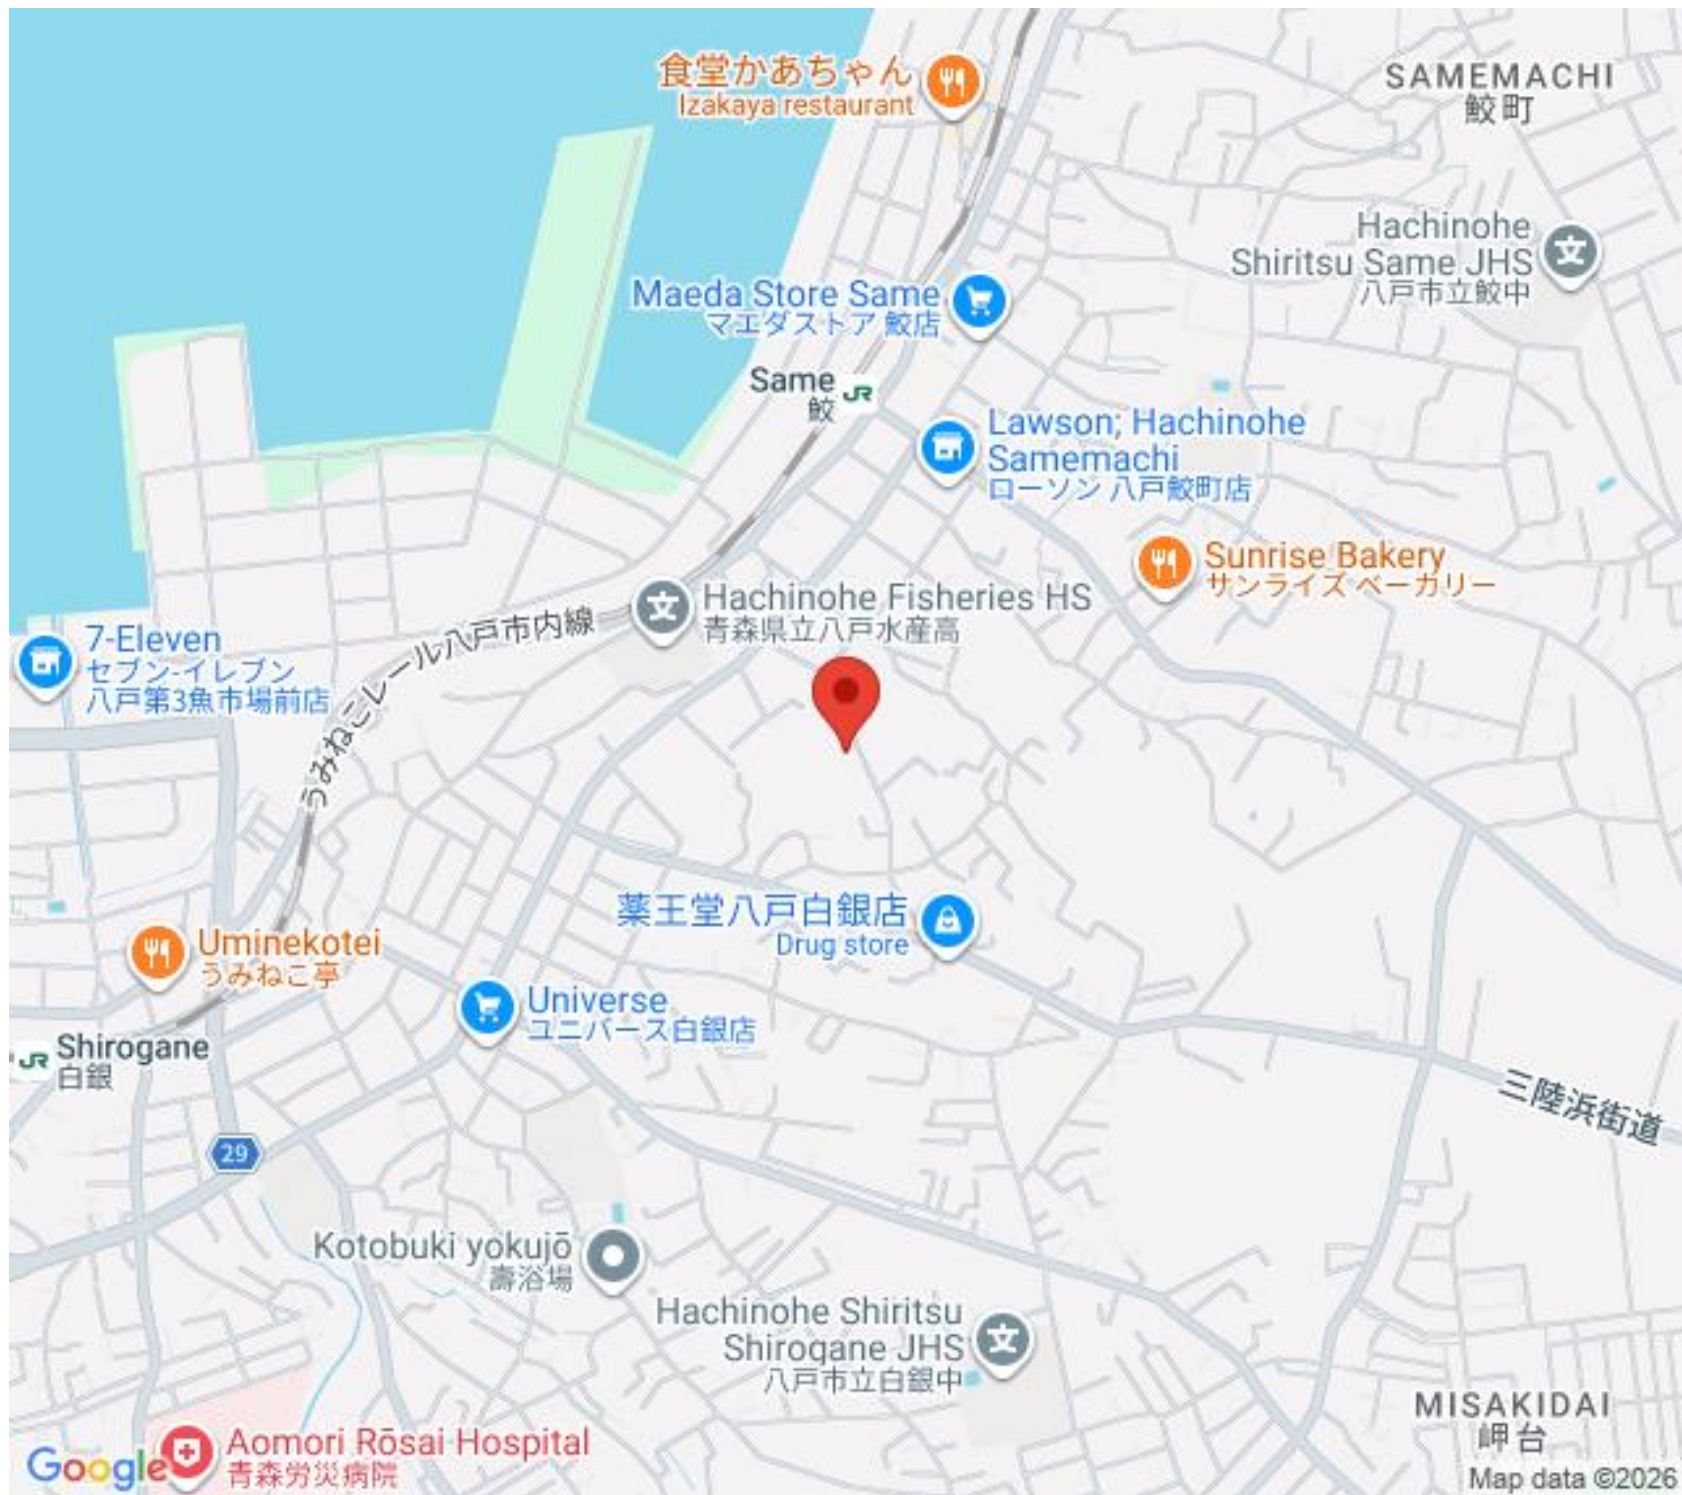 食堂かあちゃん
Izakaya restaurant
SAMEMACHI
鮫町
Hachinohe
Shiritsu Same JHS
八戸市立鮫中
Maeda Store Same
マエダストア 鮫店
Same
鮫
JR
Lawson; Hachinohe
Samemachi
ローソン 八戸鮫町店
Sunrise Bakery
サンライズ ベーカリー
文
Hachinohe Fisheries HS
青森県立八戸水産高
7-Eleven
セブン-イレブン
八戸第3魚市場前店
うみねこレール八戸市内線
薬王堂八戸白銀店
Drug store
Uminekotei
うみねこ亭
Universe
ユニバース白銀店
JR
Shirogane
白銀
三陸浜街道
29
Kotobuki yokujō
壽浴場
Hachinohe Shiritsu
Shirogane JHS
八戸市立白銀中
文
MISAKIDAI
岬台
Aomori Rōsai Hospital
青森労災病院
Google
Map data ©2026